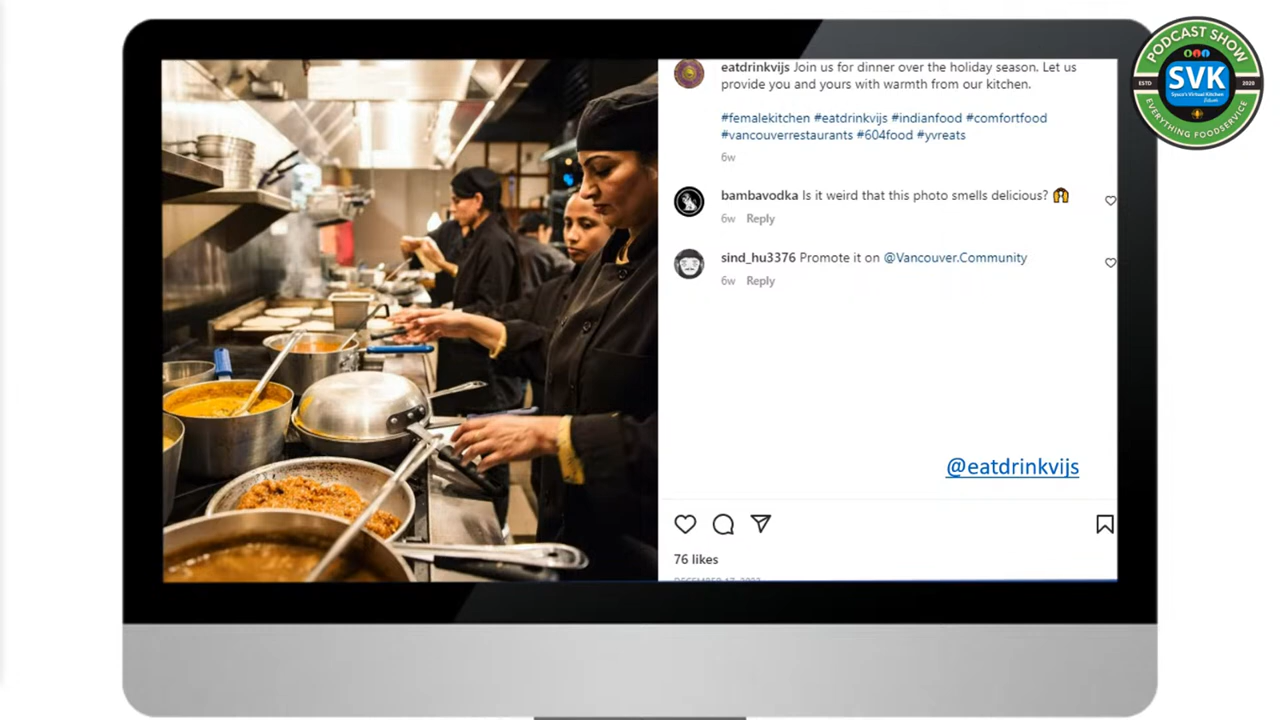 eatdrinkvijs Join us for dinner over the holiday season. Let us
provide you and yours with warmth from our kitchen.
#femalekitchen #eatdrinkvijs #indianfood #comfortfood
#vancouverrestaurants #604food #yvreats
6w
bambavodka Is it weird that this photo smells delicious? 🙌
6w Reply
sind_hu3376 Promote it on @Vancouver.Community
6w Reply
@eatdrinkvijs
76 likes
PODCAST SHOW
ESTD 2020
SVK
Sysco's Virtual Kitchen
EVERYTHING FOODSERVICE